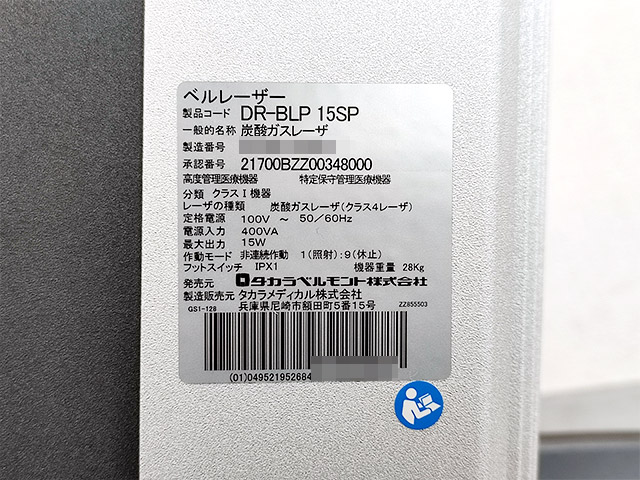 ベルレーザー
製品コード DR-BLP 15SP
一般的名称 炭酸ガスレーザ
製造番号
承認番号 21700BZZ00348000
高度管理医療機器 特定保守管理医療機器
分類 クラスⅠ機器
レーザの種類 炭酸ガスレーザ(クラス4レーザ)
定格電源 100V ～ 50/60Hz
電源入力 400VA
最大出力 15W
作動モード 非連続作動 1(照射):9(休止)
フットスイッチ IPX1 機器重量 28Kg
発売元 タカラベルモント株式会社
製造販売元 タカラメディカル株式会社
兵庫県尼崎市額田町5番15号
GS1-128 ZZ855503
(01)049521952684